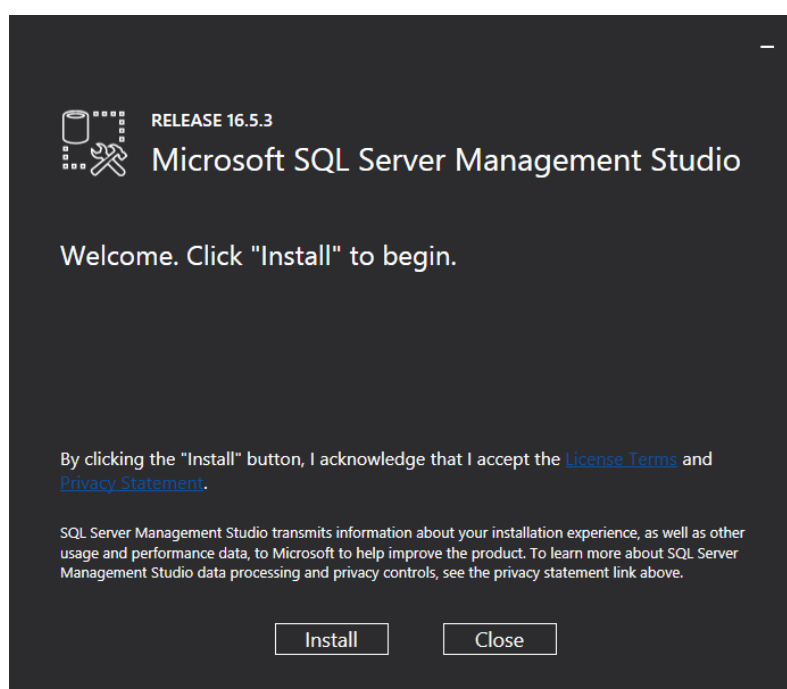 RELEASE 16.5.3
Microsoft SQL Server Management Studio
Welcome. Click "Install" to begin.
By clicking the "Install" button, I acknowledge that I accept the License Terms and
Privacy Statement.
SQL Server Management Studio transmits information about your installation experience, as well as other
usage and performance data, to Microsoft to help improve the product. To learn more about SQL Server
Management Studio data processing and privacy controls, see the privacy statement link above.
Install
Close